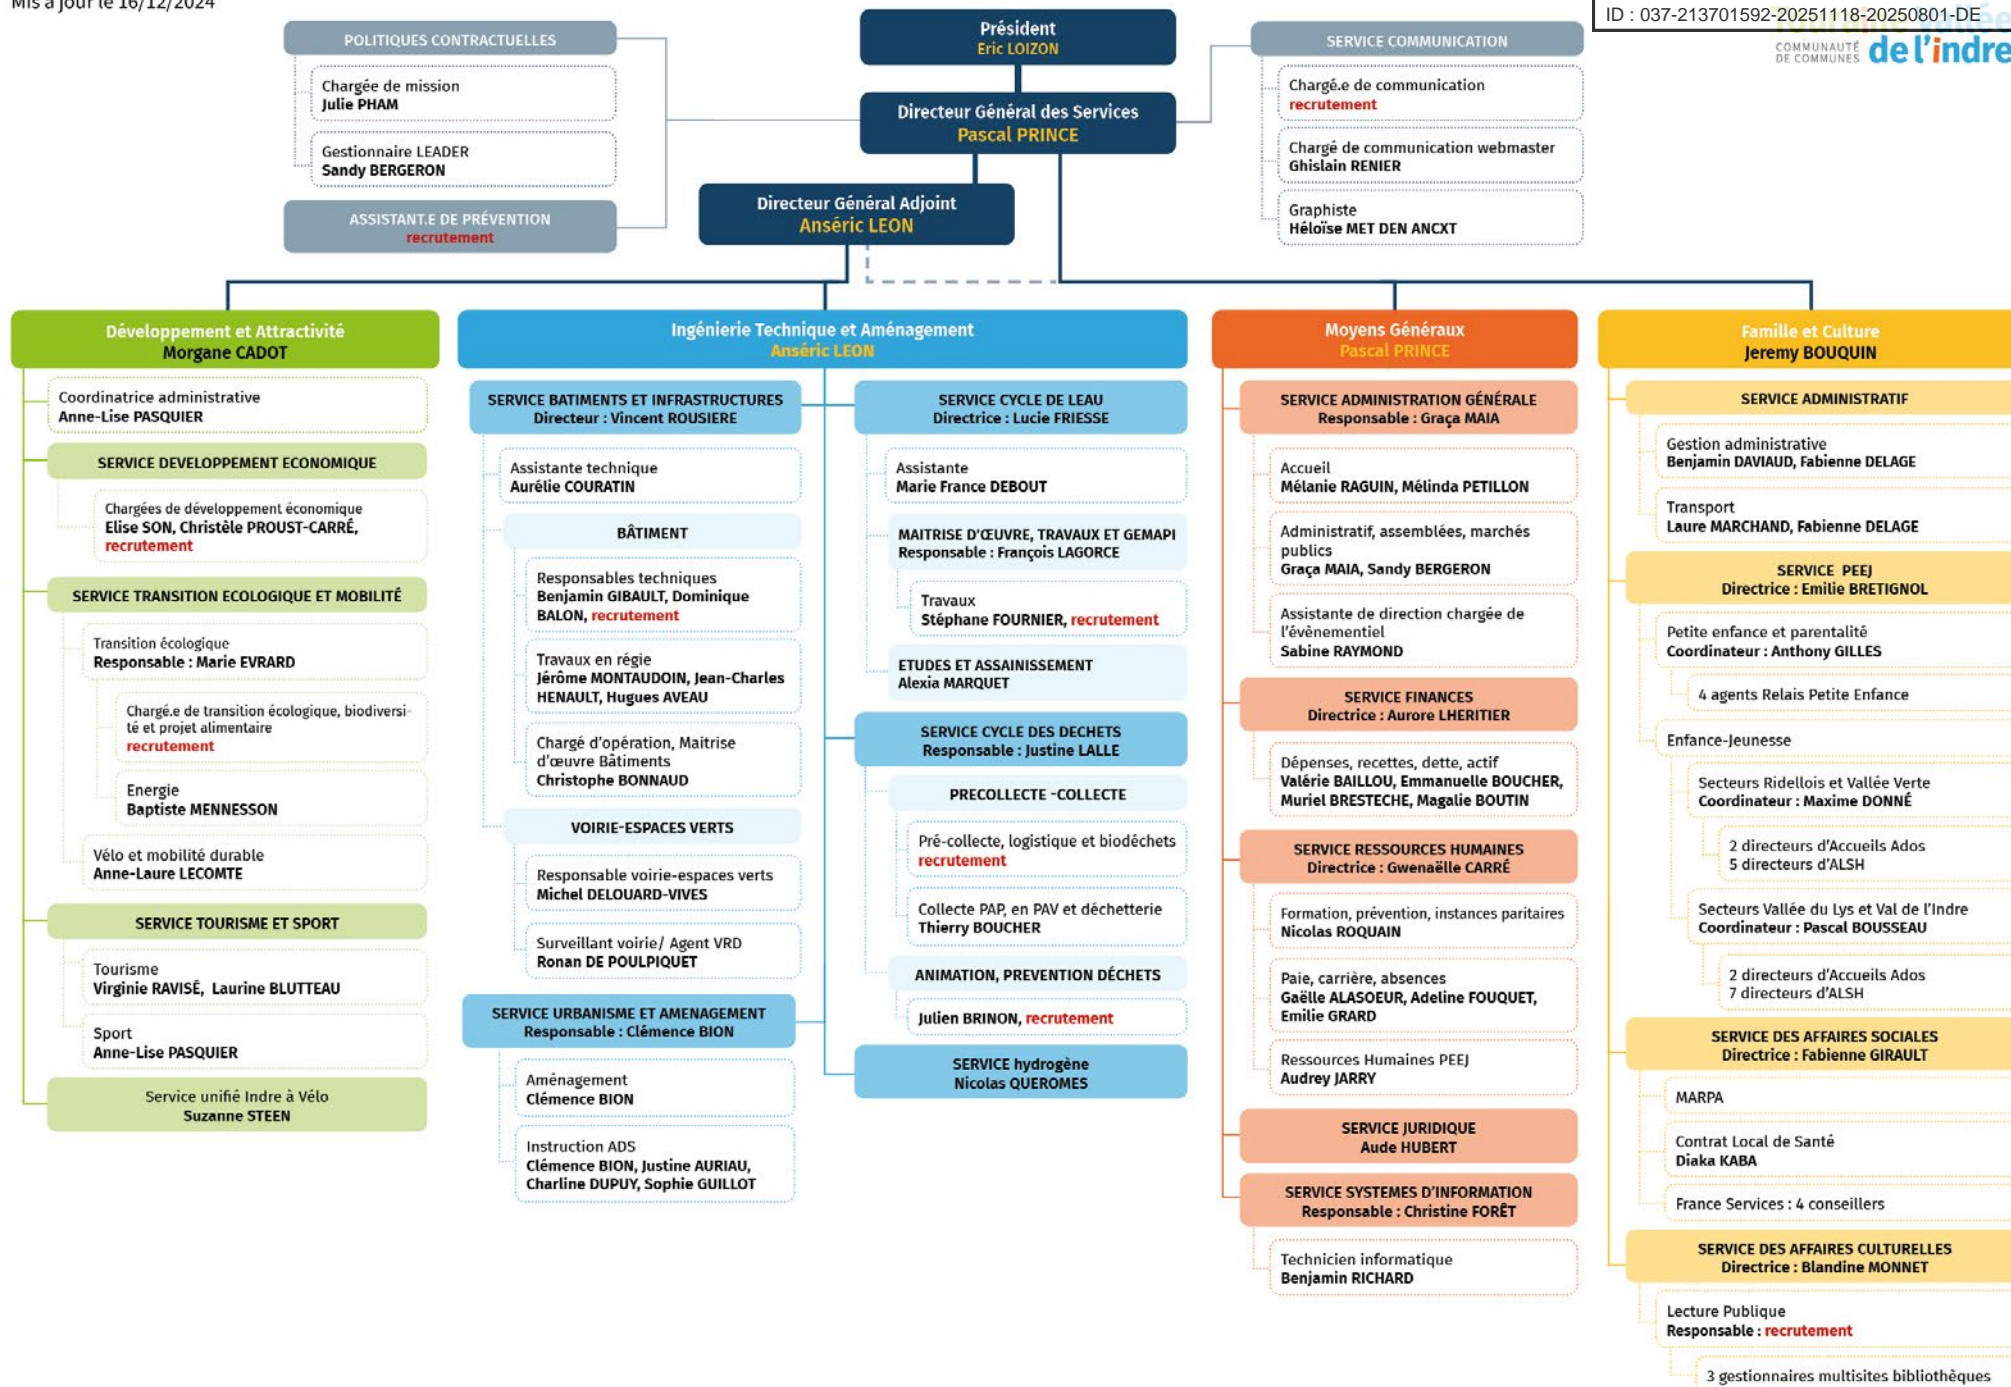 Mis à jour le 16/12/2024
ID : 037-213701592-20251118-20250801-DE
COMMUNAUTÉ
DE COMMUNES
de l'indre
POLITIQUES CONTRACTUELLES
Chargée de mission
Julie PHAM
Gestionnaire LEADER
Sandy BERGERON
ASSISTANT.E DE PRÉVENTION
recrutement
Président
Eric LOIZON
Directeur Général des Services
Pascal PRINCE
Directeur Général Adjoint
Anséric LEON
SERVICE COMMUNICATION
Chargé.e de communication
recrutement
Chargé de communication webmaster
Ghislain RENIER
Graphiste
Héloïse MET DEN ANCXT
Développement et Attractivité
Morgane CADOT
Coordinatrice administrative
Anne-Lise PASQUIER
SERVICE DEVELOPPEMENT ECONOMIQUE
Chargées de développement économique
Elise SON, Christèle PROUST-CARRÉ,
recrutement
SERVICE TRANSITION ECOLOGIQUE ET MOBILITÉ
Transition écologique
Responsable : Marie EVRARD
Chargé.e de transition écologique, biodiversi-
té et projet alimentaire
recrutement
Energie
Baptiste MENNESSON
Vélo et mobilité durable
Anne-Laure LECOMTE
SERVICE TOURISME ET SPORT
Tourisme
Virginie RAVISÉ, Laurine BLUTTEAU
Sport
Anne-Lise PASQUIER
Service unifié Indre à Vélo
Suzanne STEEN
Ingénierie Technique et Aménagement
Anséric LEON
SERVICE BATIMENTS ET INFRASTRUCTURES
Directeur : Vincent ROUSIERE
Assistante technique
Aurélie COURATIN
BÂTIMENT
Responsables techniques
Benjamin GIBAULT, Dominique
BALON, recrutement
Travaux en régie
Jérôme MONTAUDOIN, Jean-Charles
HENAULT, Hugues AVEAU
Chargé d'opération, Maitrise
d'œuvre Bâtiments
Christophe BONNAUD
VOIRIE-ESPACES VERTS
Responsable voirie-espaces verts
Michel DELOUARD-VIVES
Surveillant voirie/ Agent VRD
Ronan DE POULPIQUET
SERVICE URBANISME ET AMENAGEMENT
Responsable : Clémence BION
Aménagement
Clémence BION
Instruction ADS
Clémence BION, Justine AURIAU,
Charline DUPUY, Sophie GUILLOT
SERVICE CYCLE DE LEAU
Directrice : Lucie FRIESSE
Assistante
Marie France DEBOUT
MAITRISE D'ŒUVRE, TRAVAUX ET GEMAPI
Responsable : François LAGORCE
Travaux
Stéphane FOURNIER, recrutement
ETUDES ET ASSAINISSEMENT
Alexia MARQUET
SERVICE CYCLE DES DECHETS
Responsable : Justine LALLE
PRECOLLECTE -COLLECTE
Pré-collecte, logistique et biodéchets
recrutement
Collecte PAP, en PAV et déchetterie
Thierry BOUCHER
ANIMATION, PREVENTION DÉCHETS
Julien BRINON, recrutement
SERVICE hydrogène
Nicolas QUEROMES
Moyens Généraux
Pascal PRINCE
SERVICE ADMINISTRATION GÉNÉRALE
Responsable : Graça MAIA
Accueil
Mélanie RAGUIN, Mélinda PETILLON
Administratif, assemblées, marchés
publics
Graça MAIA, Sandy BERGERON
Assistante de direction chargée de
l'évènementiel
Sabine RAYMOND
SERVICE FINANCES
Directrice : Aurore LHERITIER
Dépenses, recettes, dette, actif
Valérie BAILLOU, Emmanuelle BOUCHER,
Muriel BRESTECHE, Magalie BOUTIN
SERVICE RESSOURCES HUMAINES
Directrice : Gwenaëlle CARRÉ
Formation, prévention, instances paritaires
Nicolas ROQUAIN
Paie, carrière, absences
Gaëlle ALASOEUR, Adeline FOUQUET,
Emilie GRARD
Ressources Humaines PEEJ
Audrey JARRY
SERVICE JURIDIQUE
Aude HUBERT
SERVICE SYSTEMES D'INFORMATION
Responsable : Christine FORÊT
Technicien informatique
Benjamin RICHARD
Famille et Culture
Jeremy BOUQUIN
SERVICE ADMINISTRATIF
Gestion administrative
Benjamin DAVIAUD, Fabienne DELAGE
Transport
Laure MARCHAND, Fabienne DELAGE
SERVICE PEEJ
Directrice : Emilie BRETIGNOL
Petite enfance et parentalité
Coordinateur : Anthony GILLES
4 agents Relais Petite Enfance
Enfance-Jeunesse
Secteurs Ridellois et Vallée Verte
Coordinateur : Maxime DONNÉ
2 directeurs d'Accueils Ados
5 directeurs d'ALSH
Secteurs Vallée du Lys et Val de l'Indre
Coordinateur : Pascal BOUSSEAU
2 directeurs d'Accueils Ados
7 directeurs d'ALSH
SERVICE DES AFFAIRES SOCIALES
Directrice : Fabienne GIRAULT
MARPA
Contrat Local de Santé
Diaka KABA
France Services : 4 conseillers
SERVICE DES AFFAIRES CULTURELLES
Directrice : Blandine MONNET
Lecture Publique
Responsable : recrutement
3 gestionnaires multisites bibliothèques